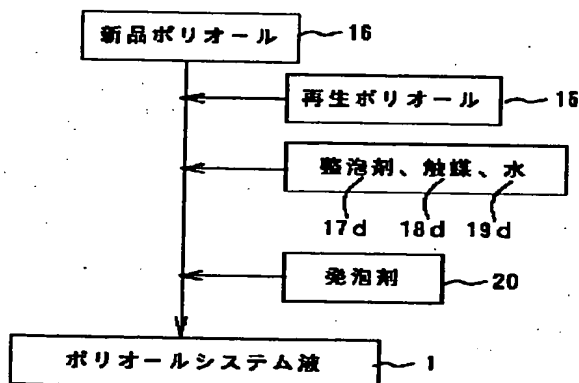 新品ポリオール 16
再生ポリオール 15
整泡剤、触媒、水
17d 18d 19d
発泡剤 20
ポリオールシステム液 1